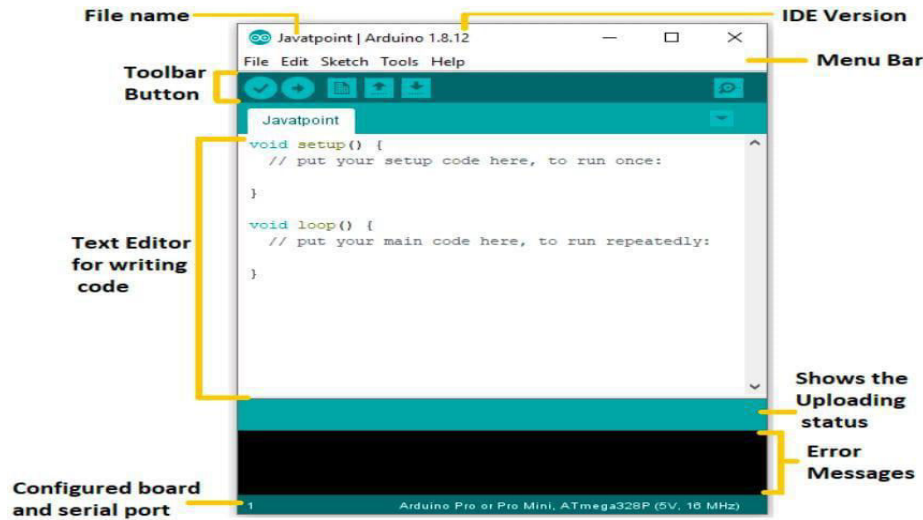 File name
IDE Version
Javatpoint | Arduino 1.8.12
File Edit Sketch Tools Help
Menu Bar
Toolbar
Button
Javatpoint
void setup() {
// put your setup code here, to run once:
}
void loop() {
// put your main code here, to run repeatedly:
}
Text Editor
for writing
code
Shows the
Uploading
status
Error
Messages
Configured board
and serial port
1
Arduino Pro or Pro Mini, ATmega328P (5V, 16 MHz)